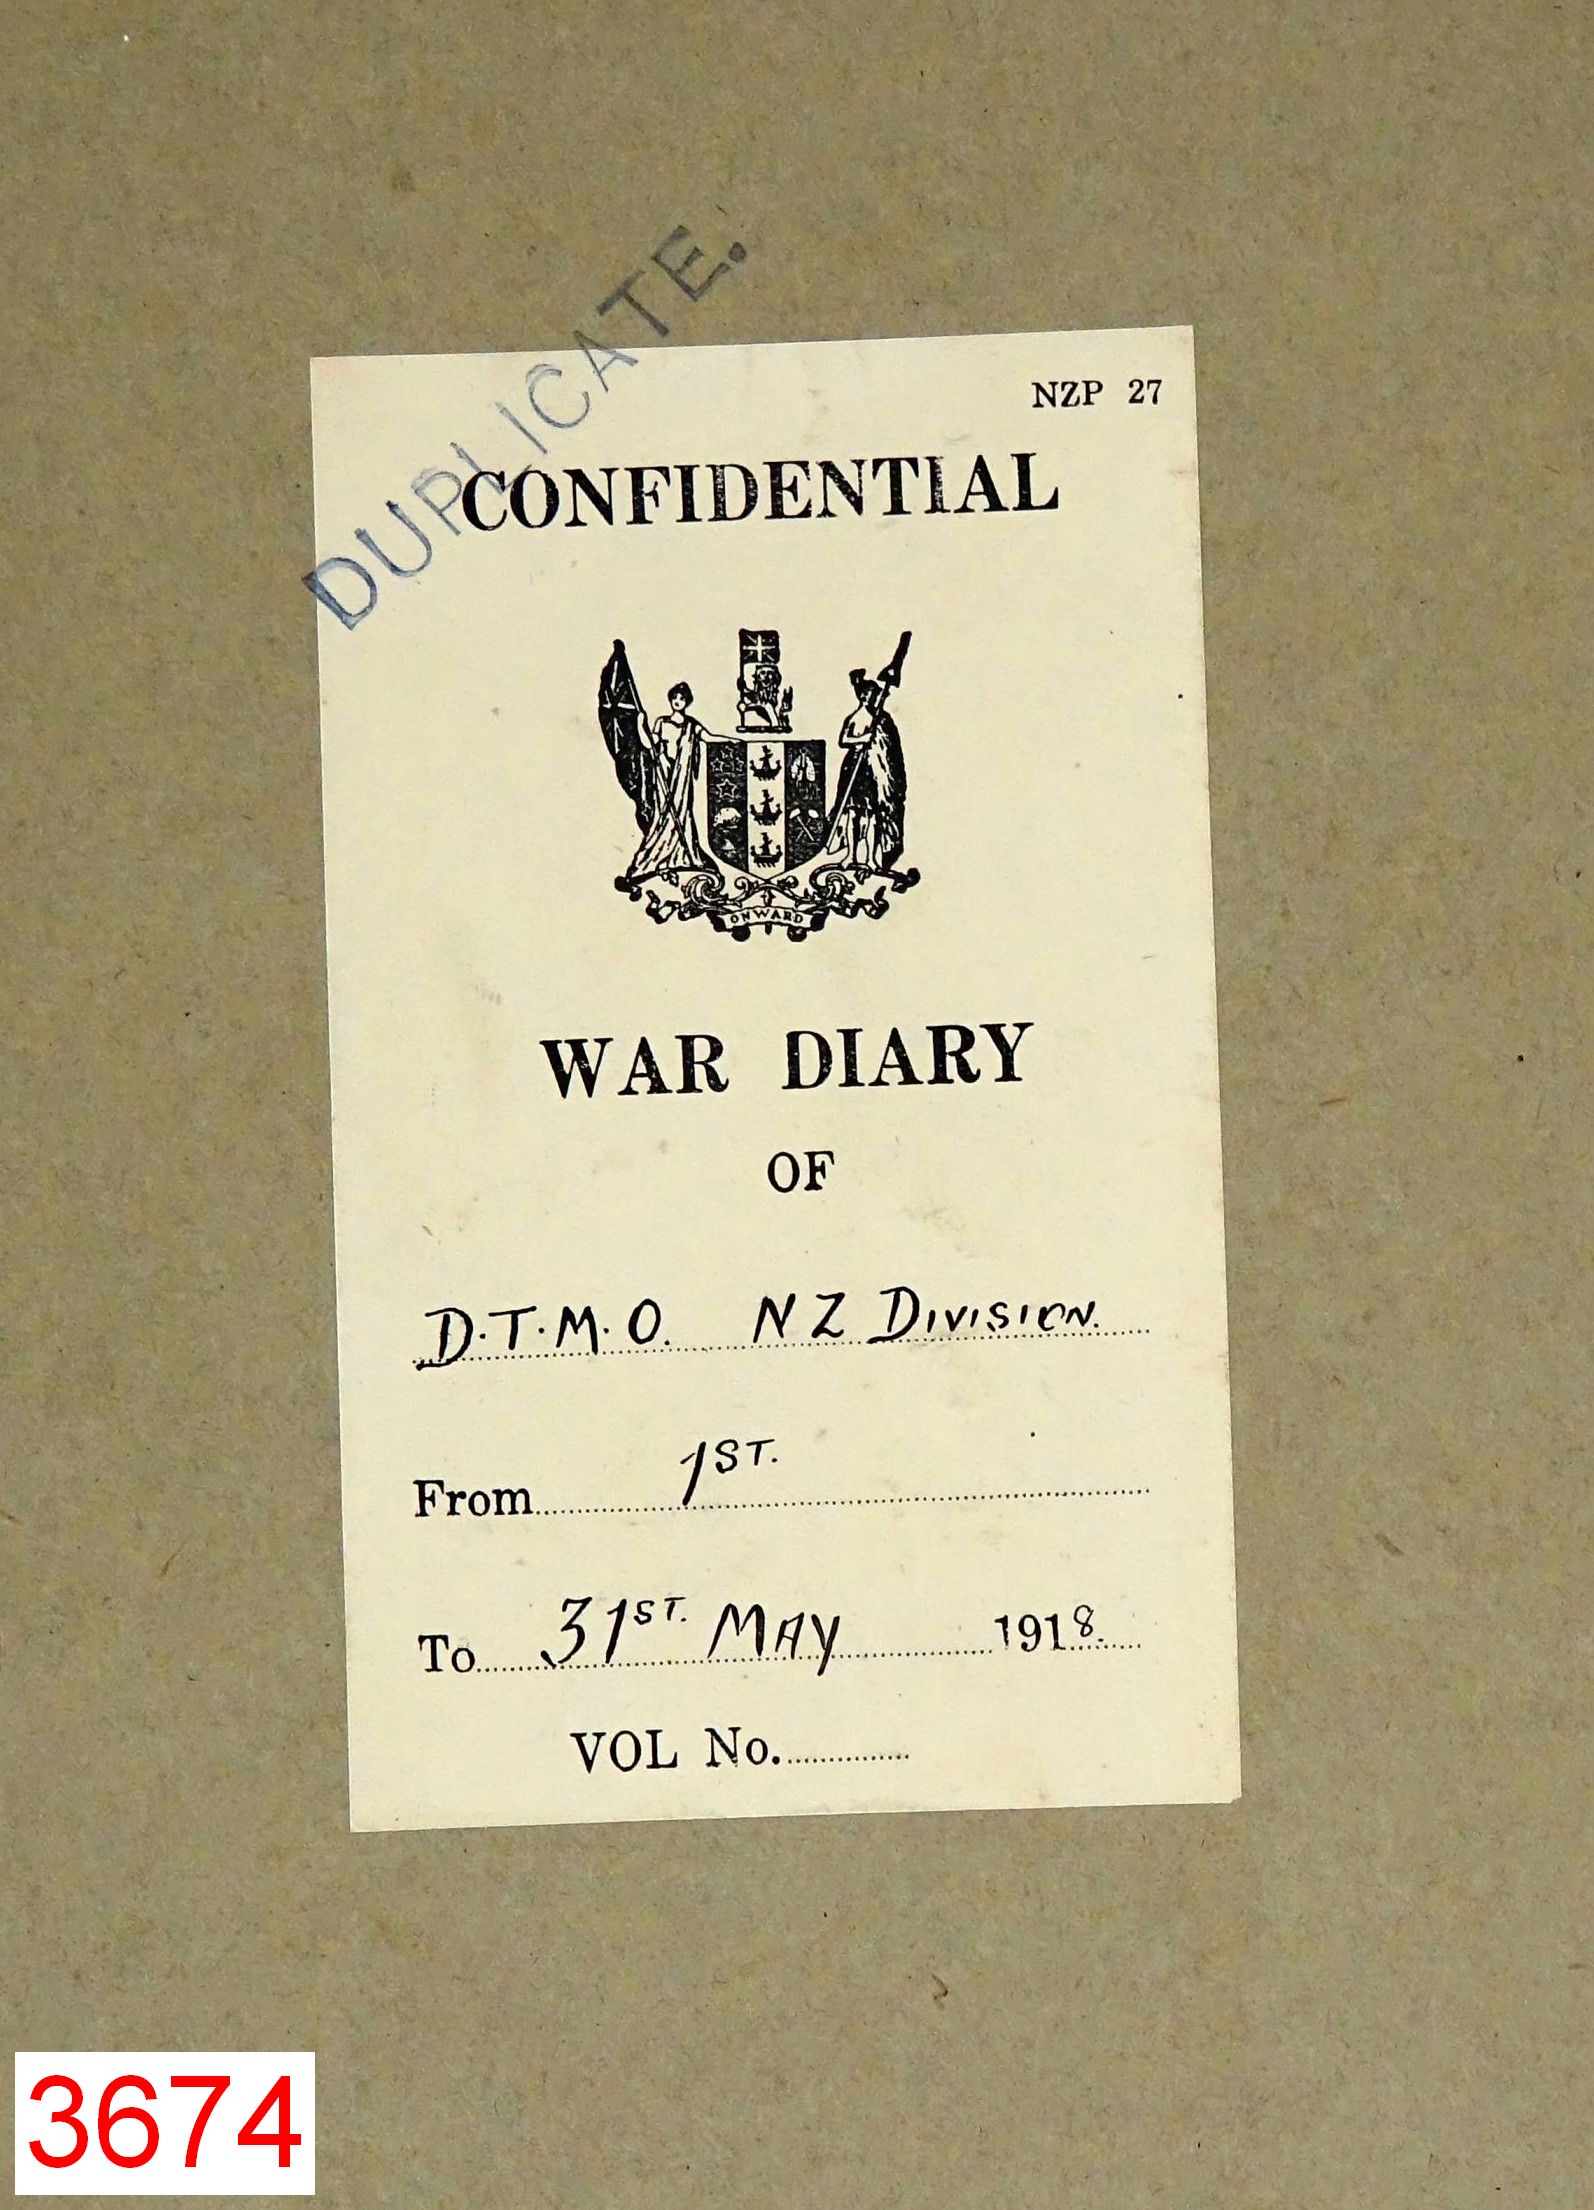 DUPLICATE.
NZP 27
CONFIDENTIAL
ONWARD
WAR DIARY
OF
D.T.M.O. NZ DIVISION.
From 1ST.
To 31ST. MAY 1918.
VOL No.
3674